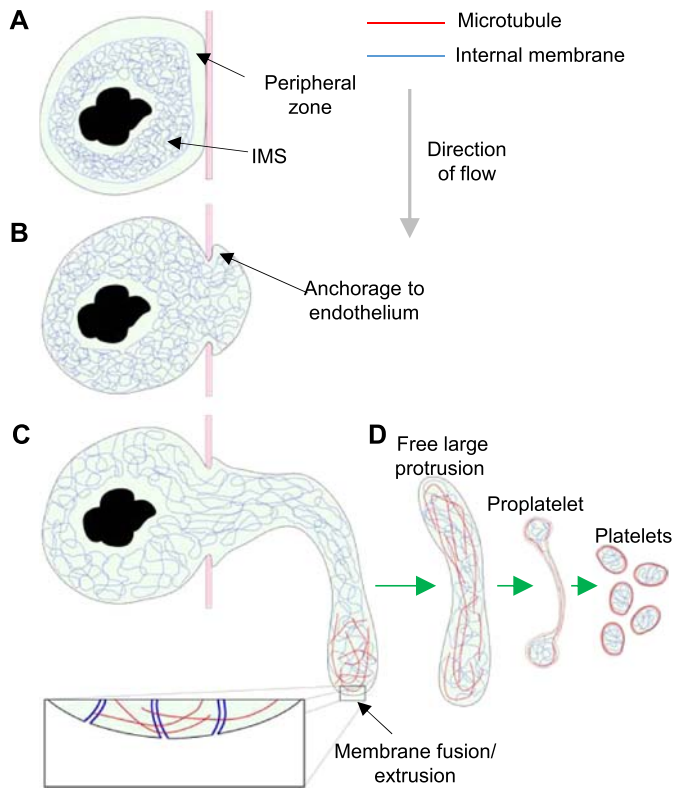 A
Microtubule
Internal membrane
Peripheral
zone
IMS
Direction
of flow
B
Anchorage to
endothelium
C
D
Free large
protrusion
Proplatelet
Platelets
Membrane fusion/
extrusion